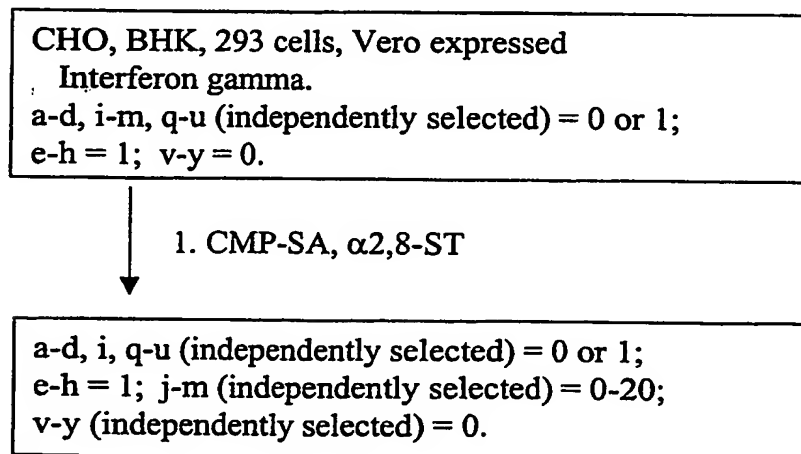 CHO, BHK, 293 cells, Vero expressed
Interferon gamma.
a-d, i-m, q-u (independently selected) = 0 or 1;
e-h = 1; v-y = 0.
1. CMP-SA, α2,8-ST
a-d, i, q-u (independently selected) = 0 or 1;
e-h = 1; j-m (independently selected) = 0-20;
v-y (independently selected) = 0.